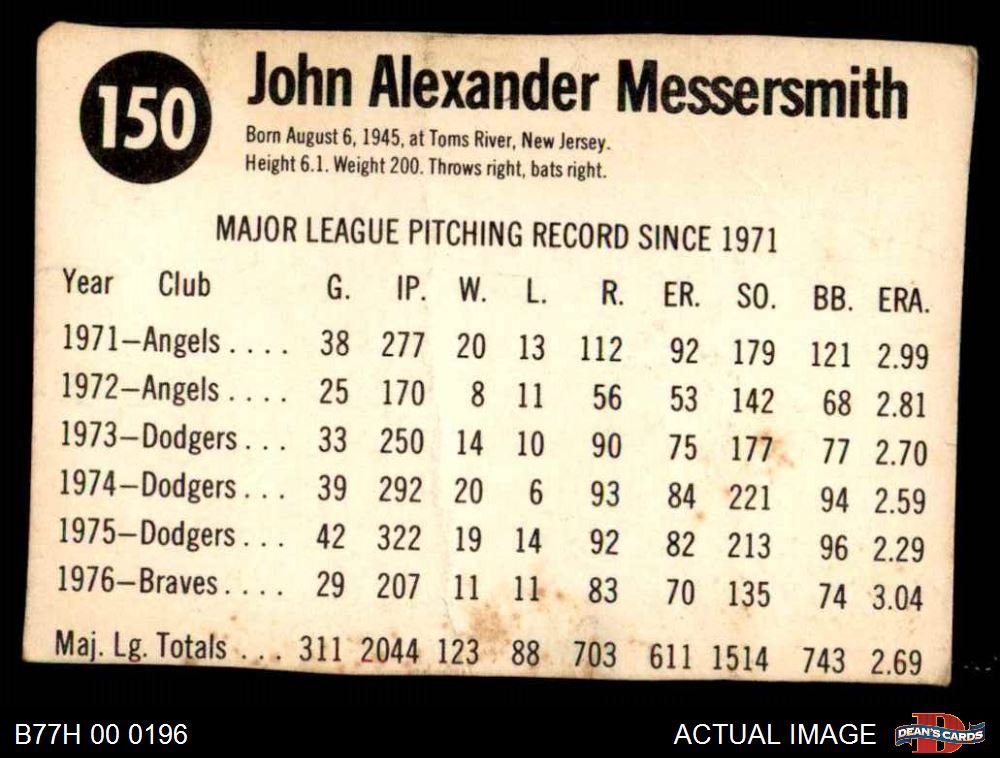 150
John Alexander Messersmith
Born August 6, 1945, at Toms River, New Jersey.
Height 6.1. Weight 200. Throws right, bats right.
MAJOR LEAGUE PITCHING RECORD SINCE 1971
Year Club G. IP. W. L. R. ER. SO. BB. ERA.
1971—Angels . . . . 38 277 20 13 112 92 179 121 2.99
1972—Angels . . . . 25 170 8 11 56 53 142 68 2.81
1973—Dodgers . . . 33 250 14 10 90 75 177 77 2.70
1974—Dodgers . . . 39 292 20 6 93 84 221 94 2.59
1975—Dodgers . . . 42 322 19 14 92 82 213 96 2.29
1976—Braves . . . . 29 207 11 11 83 70 135 74 3.04
Maj. Lg. Totals . . . 311 2044 123 88 703 611 1514 743 2.69
B77H 00 0196
ACTUAL IMAGE
D
DEAN'S CARDS